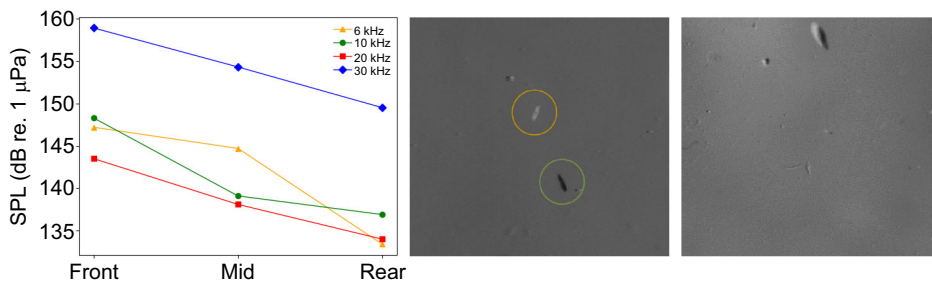 160
155
150
145
140
135
SPL (dB re. 1 μPa)
6 kHz
10 kHz
20 kHz
30 kHz
Front Mid Rear